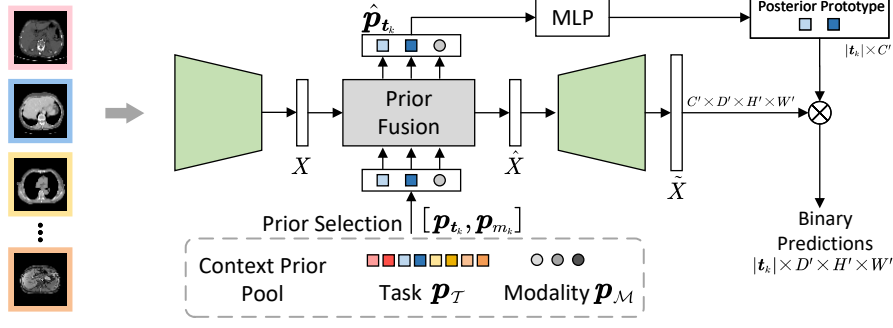 p̂_{t_k}
MLP
Posterior Prototype
|t_k|×C′
Prior
Fusion
X
X̂
X̃
C′×D′×H′×W′
Prior Selection [p_{t_k}, p_{m_k}]
Binary
Predictions
|t_k|×D′×H′×W′
Context Prior
Pool
Task p_𝒯
Modality p_ℳ